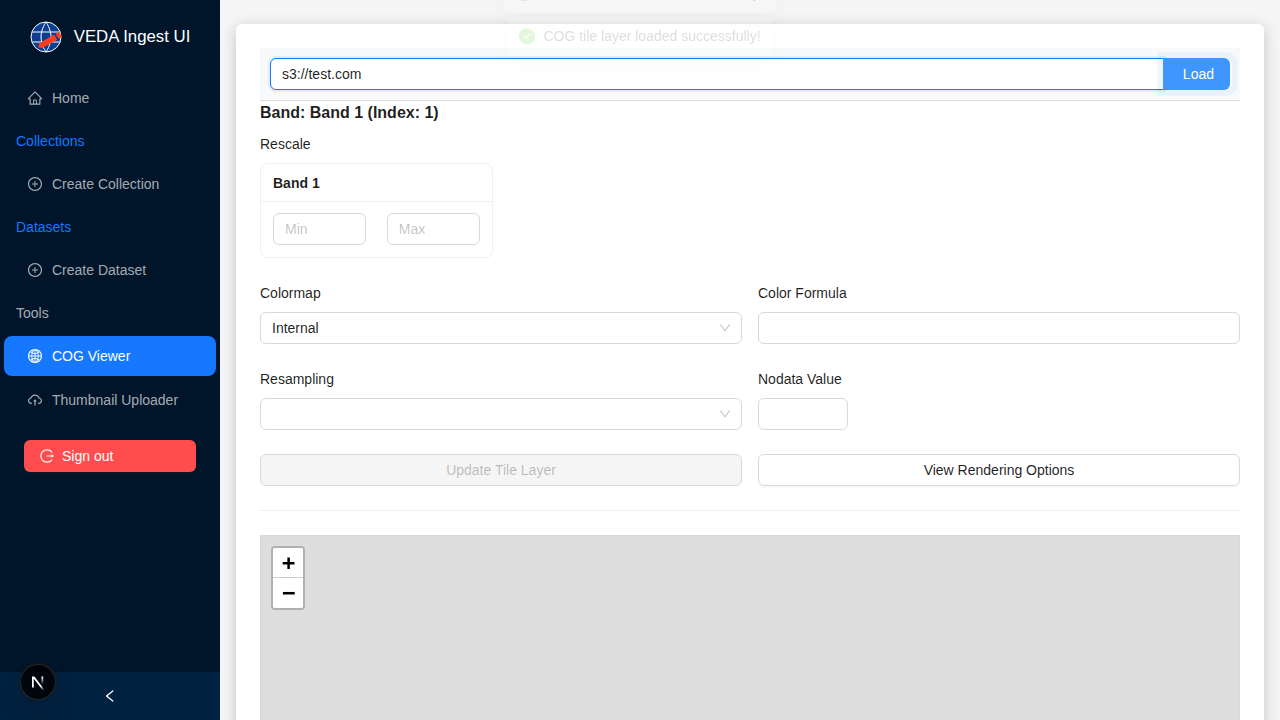 VEDA Ingest UI
Home
Collections
Create Collection
Datasets
Create Dataset
Tools
COG Viewer
Thumbnail Uploader
Sign out
COG tile layer loaded successfully!
s3://test.com
Load
Band: Band 1 (Index: 1)
Rescale
Band 1
Min
Max
Colormap
Color Formula
Internal
Resampling
Nodata Value
Update Tile Layer
View Rendering Options
+
−